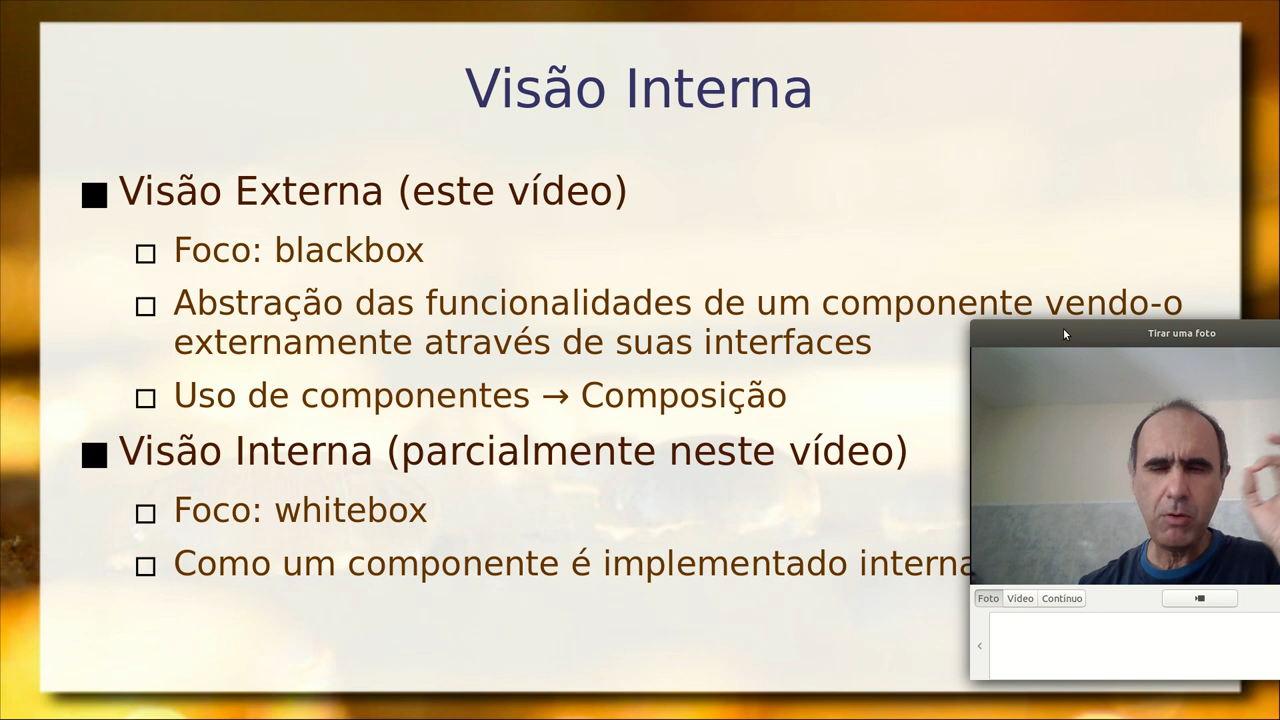 Visão Interna
Visão Externa (este vídeo)
Foco: blackbox
Abstração das funcionalidades de um componente vendo-o
externamente através de suas interfaces
Uso de componentes → Composição
Visão Interna (parcialmente neste vídeo)
Foco: whitebox
Como um componente é implementado interna
Tirar uma foto
Foto Vídeo Contínuo